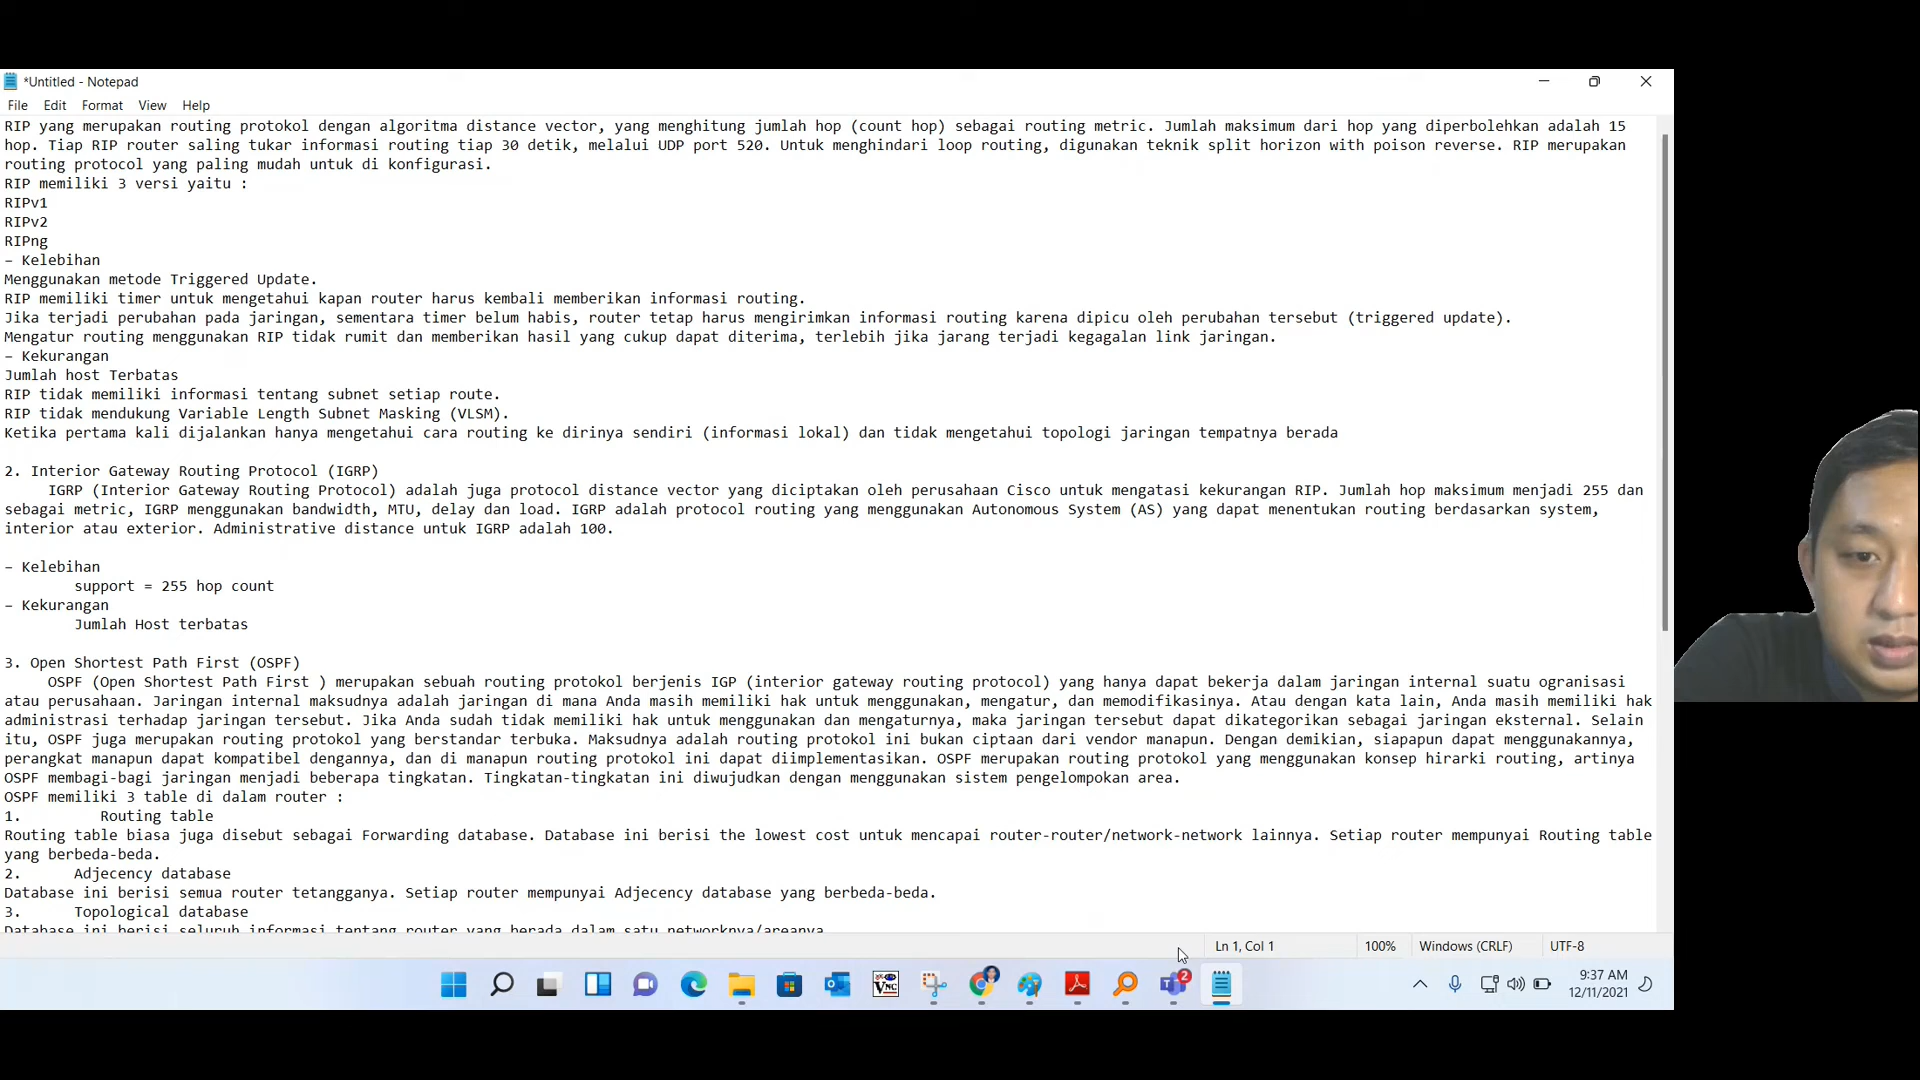 *Untitled - Notepad
File Edit Format View Help
RIP yang merupakan routing protokol dengan algoritma distance vector, yang menghitung jumlah hop (count hop) sebagai routing metric. Jumlah maksimum dari hop yang diperbolehkan adalah 15
hop. Tiap RIP router saling tukar informasi routing tiap 30 detik, melalui UDP port 520. Untuk menghindari loop routing, digunakan teknik split horizon with poison reverse. RIP merupakan
routing protocol yang paling mudah untuk di konfigurasi.
RIP memiliki 3 versi yaitu :
RIPv1
RIPv2
RIPng
– Kelebihan
Menggunakan metode Triggered Update.
RIP memiliki timer untuk mengetahui kapan router harus kembali memberikan informasi routing.
Jika terjadi perubahan pada jaringan, sementara timer belum habis, router tetap harus mengirimkan informasi routing karena dipicu oleh perubahan tersebut (triggered update).
Mengatur routing menggunakan RIP tidak rumit dan memberikan hasil yang cukup dapat diterima, terlebih jika jarang terjadi kegagalan link jaringan.
– Kekurangan
Jumlah host Terbatas
RIP tidak memiliki informasi tentang subnet setiap route.
RIP tidak mendukung Variable Length Subnet Masking (VLSM).
Ketika pertama kali dijalankan hanya mengetahui cara routing ke dirinya sendiri (informasi lokal) dan tidak mengetahui topologi jaringan tempatnya berada
2. Interior Gateway Routing Protocol (IGRP)
IGRP (Interior Gateway Routing Protocol) adalah juga protocol distance vector yang diciptakan oleh perusahaan Cisco untuk mengatasi kekurangan RIP. Jumlah hop maksimum menjadi 255 dan
sebagai metric, IGRP menggunakan bandwidth, MTU, delay dan load. IGRP adalah protocol routing yang menggunakan Autonomous System (AS) yang dapat menentukan routing berdasarkan system,
interior atau exterior. Administrative distance untuk IGRP adalah 100.
– Kelebihan
support = 255 hop count
– Kekurangan
Jumlah Host terbatas
3. Open Shortest Path First (OSPF)
OSPF (Open Shortest Path First ) merupakan sebuah routing protokol berjenis IGP (interior gateway routing protocol) yang hanya dapat bekerja dalam jaringan internal suatu ogranisasi
atau perusahaan. Jaringan internal maksudnya adalah jaringan di mana Anda masih memiliki hak untuk menggunakan, mengatur, dan memodifikasinya. Atau dengan kata lain, Anda masih memiliki hak
administrasi terhadap jaringan tersebut. Jika Anda sudah tidak memiliki hak untuk menggunakan dan mengaturnya, maka jaringan tersebut dapat dikategorikan sebagai jaringan eksternal. Selain
itu, OSPF juga merupakan routing protokol yang berstandar terbuka. Maksudnya adalah routing protokol ini bukan ciptaan dari vendor manapun. Dengan demikian, siapapun dapat menggunakannya,
perangkat manapun dapat kompatibel dengannya, dan di manapun routing protokol ini dapat diimplementasikan. OSPF merupakan routing protokol yang menggunakan konsep hirarki routing, artinya
OSPF membagi-bagi jaringan menjadi beberapa tingkatan. Tingkatan-tingkatan ini diwujudkan dengan menggunakan sistem pengelompokan area.
OSPF memiliki 3 table di dalam router :
1. Routing table
Routing table biasa juga disebut sebagai Forwarding database. Database ini berisi the lowest cost untuk mencapai router-router/network-network lainnya. Setiap router mempunyai Routing table
yang berbeda-beda.
2. Adjecency database
Database ini berisi semua router tetangganya. Setiap router mempunyai Adjecency database yang berbeda-beda.
3. Topological database
Database ini berisi seluruh informasi tentang router yang berada dalam satu networknya/areanya
Ln 1, Col 1 100% Windows (CRLF) UTF-8
VNC
2
9:37 AM
12/11/2021